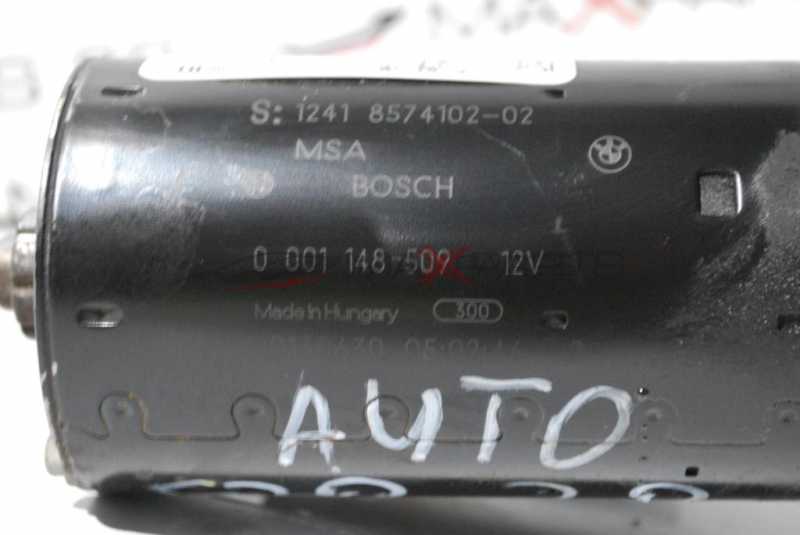 S: 1241 8574102-02
MSA
BOSCH
0 001 148-509 12V
Made in Hungary 300
AUTO